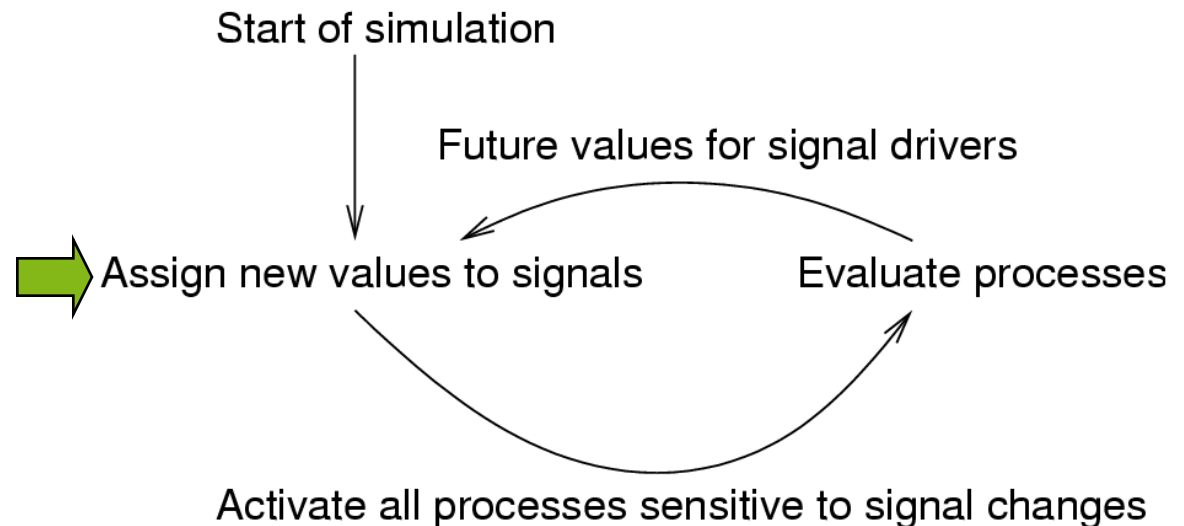 Start of simulation
Future values for signal drivers
Assign new values to signals
Evaluate processes
Activate all processes sensitive to signal changes